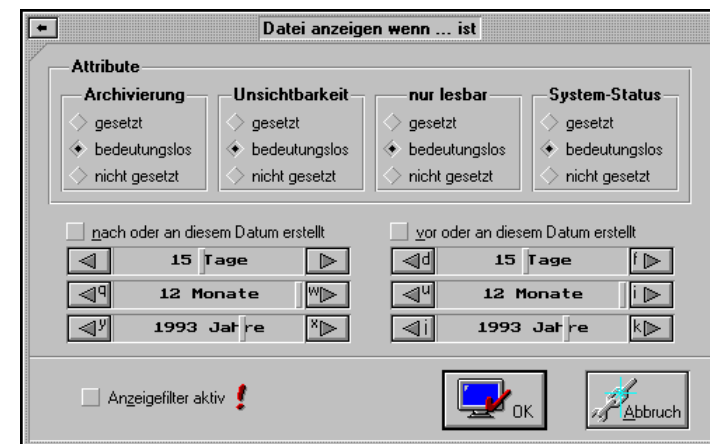 Datei anzeigen wenn ... ist
Attribute
Archivierung Unsichtbarkeit nur lesbar System-Status
gesetzt gesetzt gesetzt gesetzt
bedeutungslos bedeutungslos bedeutungslos bedeutungslos
nicht gesetzt nicht gesetzt nicht gesetzt nicht gesetzt
nach oder an diesem Datum erstellt vor oder an diesem Datum erstellt
15 Tage d 15 Tage f
q 12 Monate w u 12 Monate i
y 1993 Jahre x j 1993 Jahre k
Anzeigefilter aktiv ! OK Abbruch